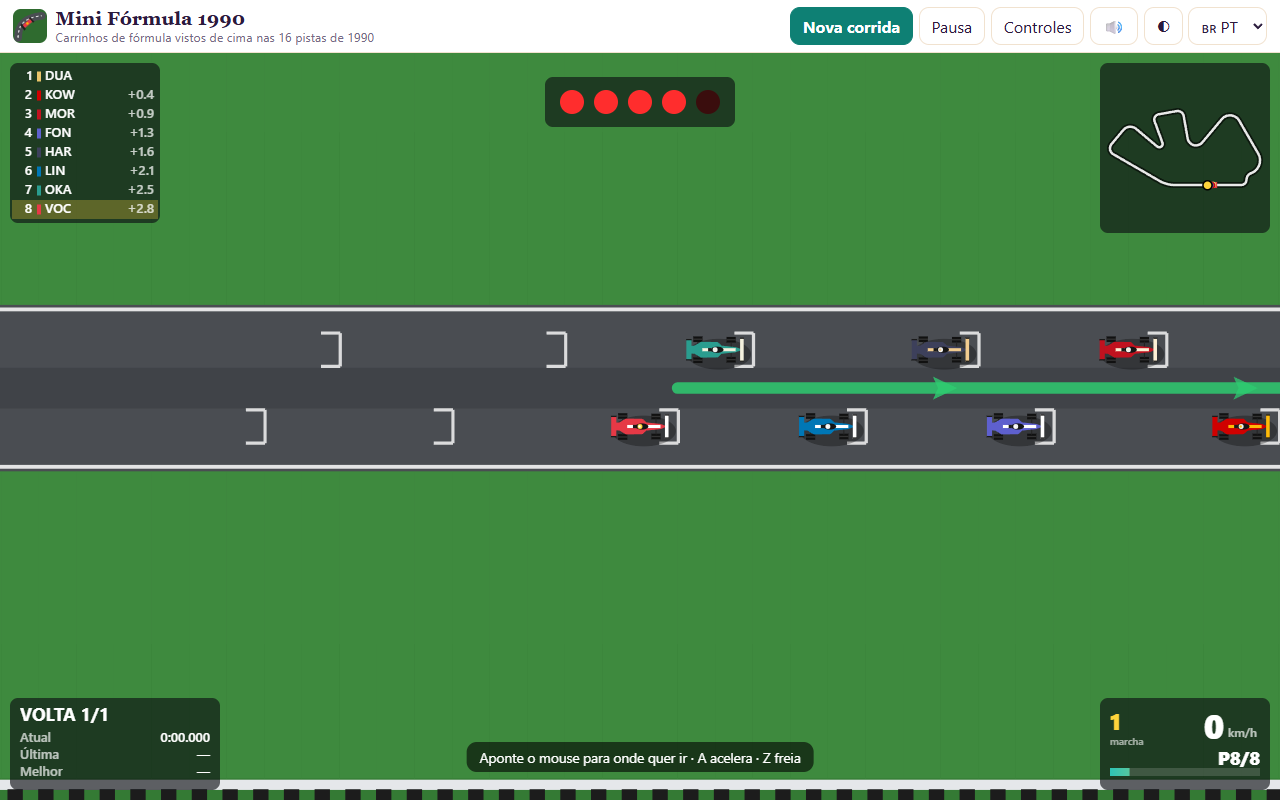 Mini Fórmula 1990
Carrinhos de fórmula vistos de cima nas 16 pistas de 1990
Nova corrida
Pausa
Controles
BR PT
1 DUA
2 KOW +0.4
3 MOR +0.9
4 FON +1.3
5 HAR +1.6
6 LIN +2.1
7 OKA +2.5
8 VOC +2.8
VOLTA 1/1
Atual 0:00.000
Última —
Melhor —
Aponte o mouse para onde quer ir · A acelera · Z freia
1 0 km/h
marcha
P8/8